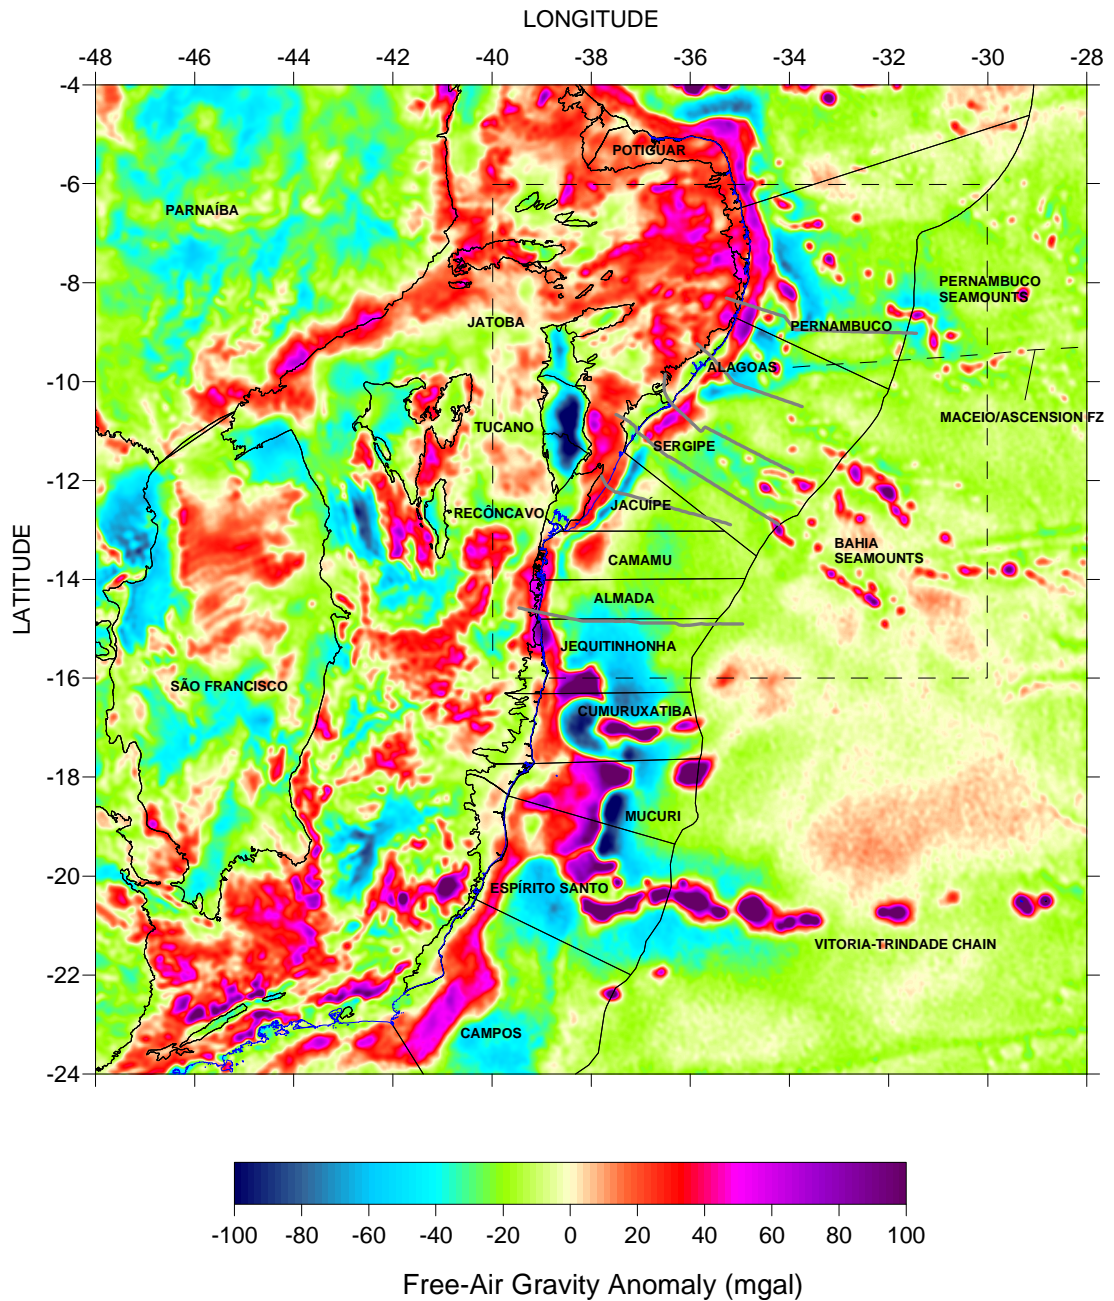 LONGITUDE
-48 -46 -44 -42 -40 -38 -36 -34 -32 -30 -28
-4
POTIGUAR
-6
PARNAÍBA
-8
PERNAMBUCO
SEAMOUNTS
JATOBA
PERNAMBUCO
ALAGOAS
-10
MACEIO/ASCENSION FZ
TUCANO
SERGIPE
-12
JACUÍPE
RECÔNCAVO
LATITUDE
BAHIA
SEAMOUNTS
CAMAMU
-14
ALMADA
JEQUITINHONHA
-16
SÃO FRANCISCO
CUMURUXATIBA
-18
MUCURI
-20
ESPÍRITO SANTO
VITORIA-TRINDADE CHAIN
-22
CAMPOS
-24
-100 -80 -60 -40 -20 0 20 40 60 80 100
Free-Air Gravity Anomaly (mgal)